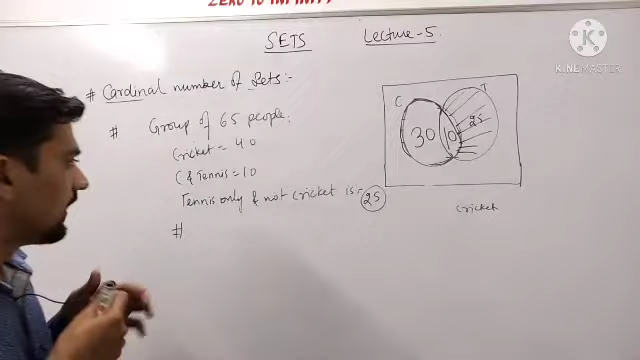 ZERO TO INFINITY
SETS Lecture-5.
# Cardinal number of Sets:-
# Group of 65 people:
Cricket = 40
C & Tennis = 10
Tennis only & not cricket is:- 25
#
C T
30 10 25
Cricket
KINEMASTER